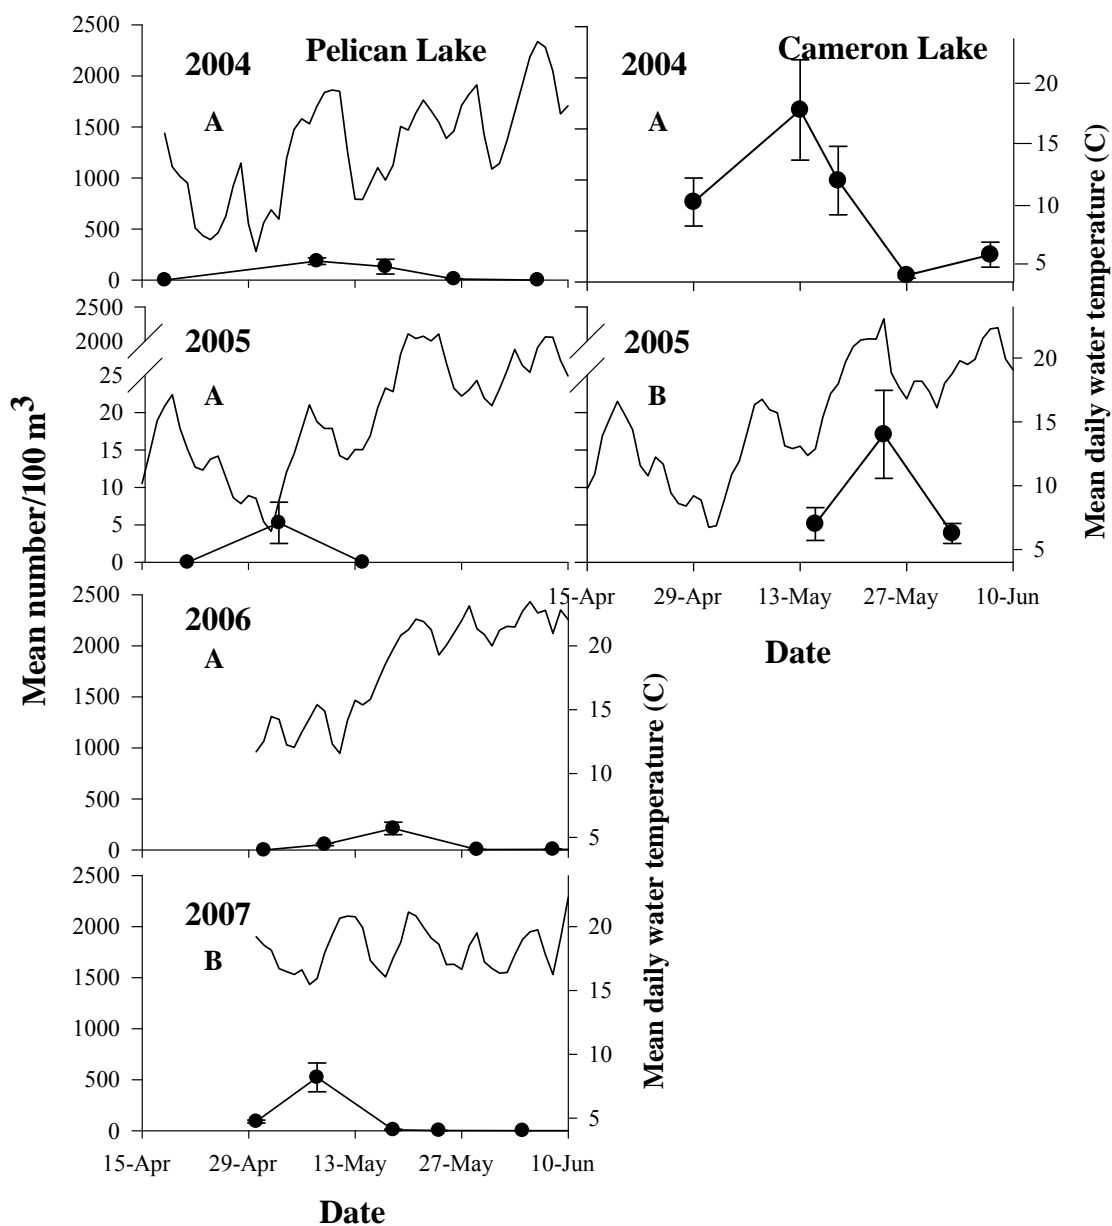 Pelican Lake
Cameron Lake
2004
A
2500
2000
1500
1000
500
0
2004
A
20
15
10
5
2005
A
2500
2000
25
20
15
10
5
0
2005
B
20
15
10
5
15-Apr
29-Apr
13-May
27-May
10-Jun
Date
Mean daily water temperature (C)
Mean number/100 m³
2006
A
2500
2000
1500
1000
500
0
20
15
10
5
2007
B
2500
2000
1500
1000
500
0
20
15
10
5
Mean daily water temperature (C)
15-Apr
29-Apr
13-May
27-May
10-Jun
Date